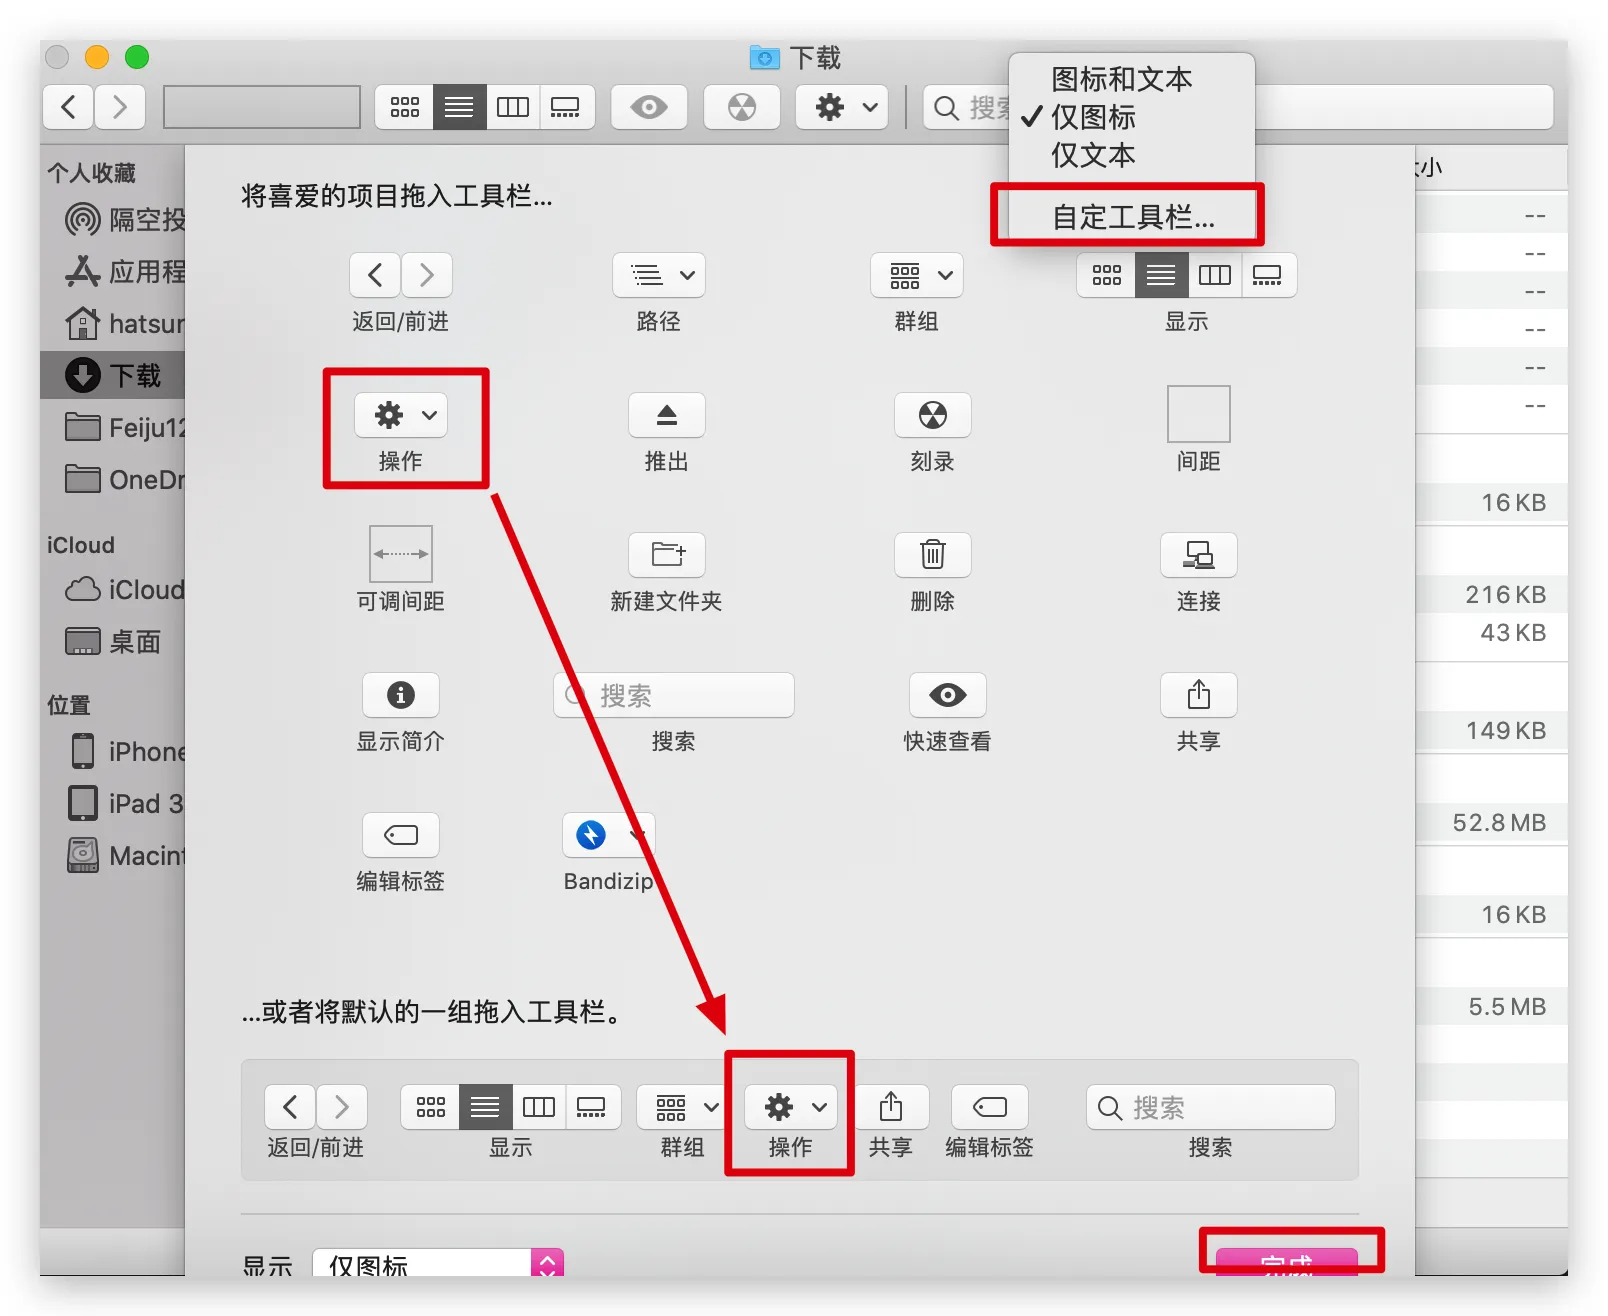 下载
图标和文本
✓ 仅图标
仅文本
自定工具栏...
搜索
个人收藏
隔空投
应用程
hatsur
下载
Feiju12
OneDr
iCloud
iCloud
桌面
位置
iPhone
iPad 3
Macint
将喜爱的项目拖入工具栏...
返回/前进
路径
群组
显示
操作
推出
刻录
间距
可调间距
新建文件夹
删除
连接
显示简介
搜索
搜索
快速查看
共享
编辑标签
Bandizip
...或者将默认的一组拖入工具栏。
返回/前进
显示
群组
操作
共享
编辑标签
搜索
搜索
显示 仅图标
完成
小
--
--
--
--
--
--
16 KB
216 KB
43 KB
149 KB
52.8 MB
16 KB
5.5 MB